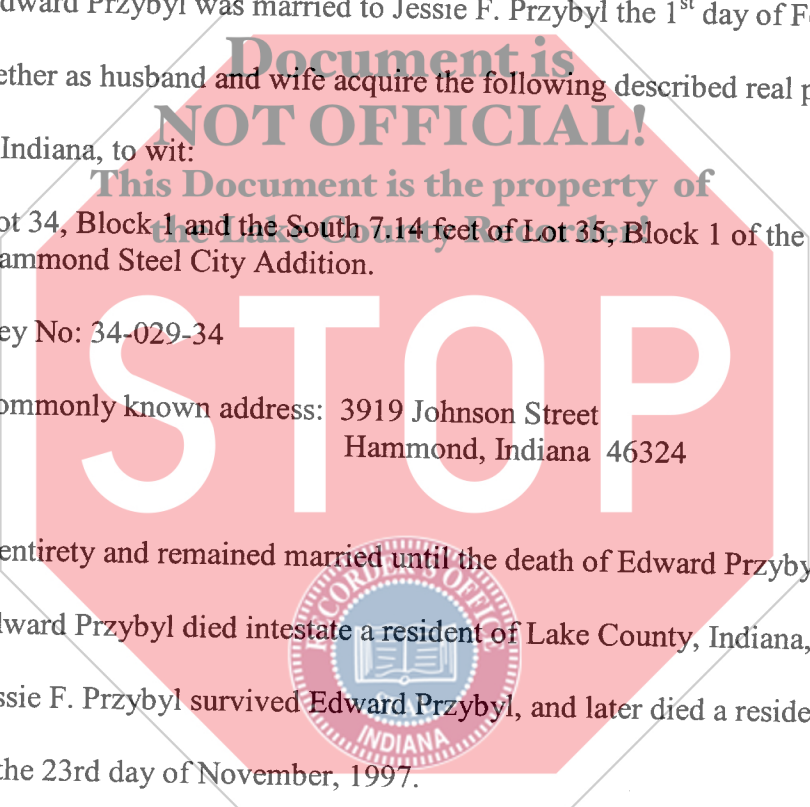 dward Przybyl was married to Jessie F. Przybyl the 1st day of F
Document is
ether as husband and wife acquire the following described real p
NOT OFFICIAL!
Indiana, to wit:
This Document is the property of
ot 34, Block 1 and the South 7.14 feet of Lot 35, Block 1 of the
the Lake County Recorder!
ammond Steel City Addition.
ey No: 34-029-34
STOP
ommonly known address: 3919 Johnson Street
Hammond, Indiana 46324
entirety and remained married until the death of Edward Przyby
RECORDER'S OFFICE
lward Przybyl died intestate a resident of Lake County, Indiana,
SEAL
ssie F. Przybyl survived Edward Przybyl, and later died a reside
INDIANA
the 23rd day of November, 1997.